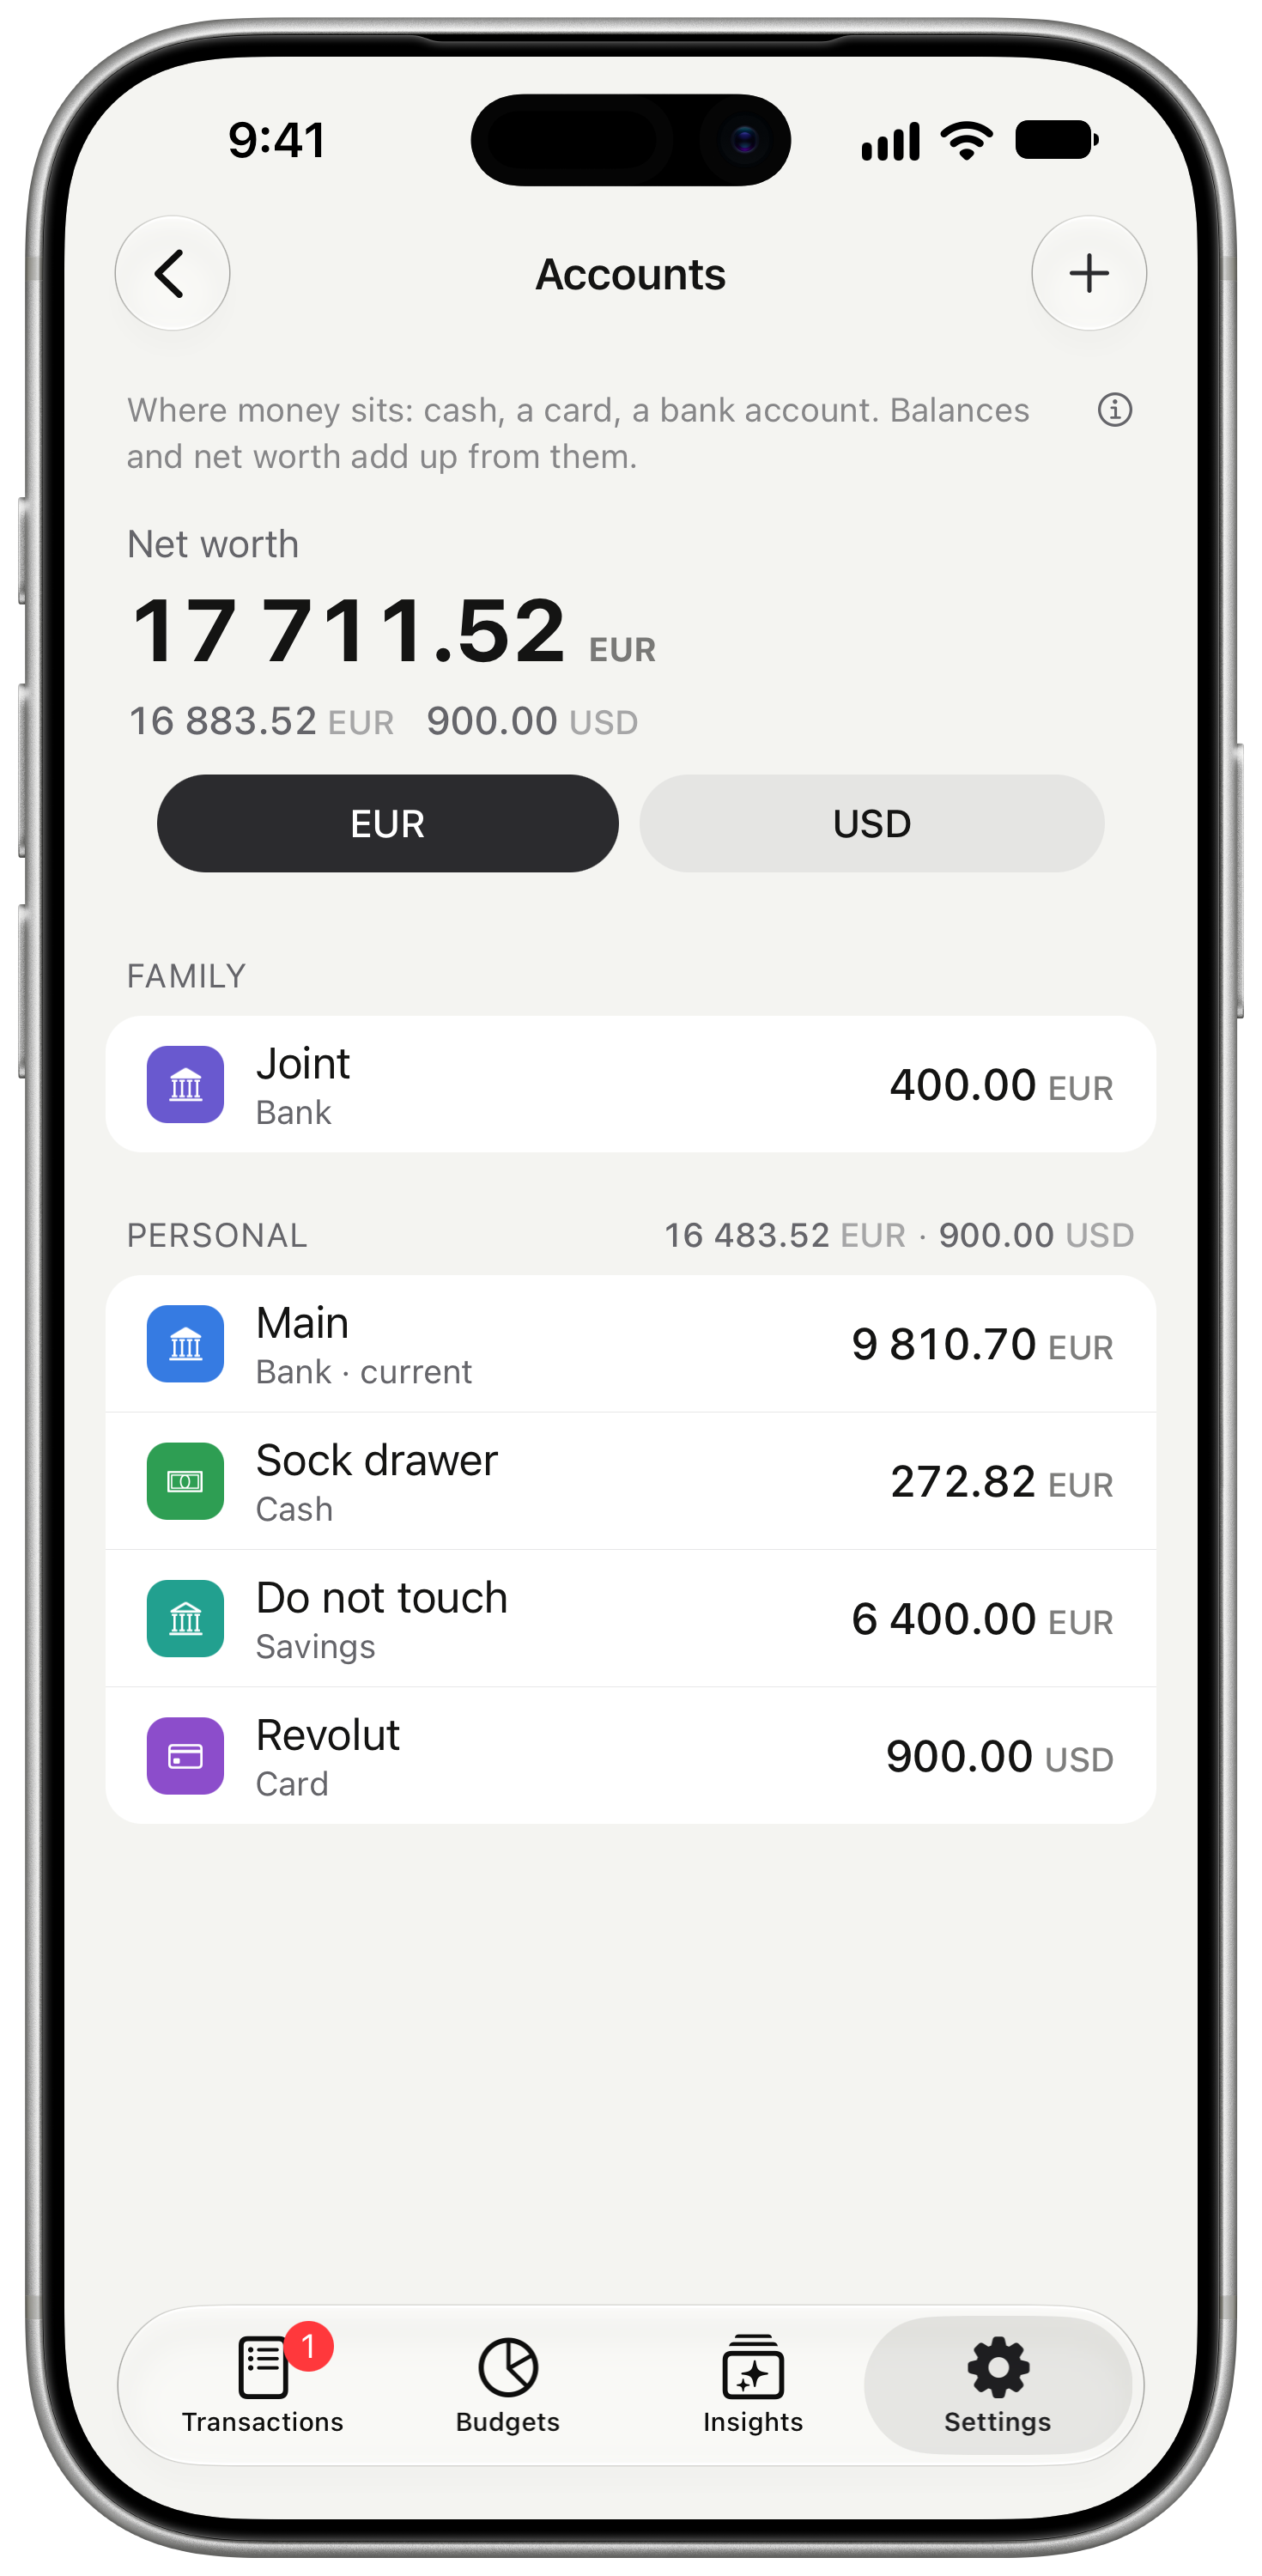 9:41
Accounts
Where money sits: cash, a card, a bank account. Balances
and net worth add up from them.
Net worth
17 711.52 EUR
16 883.52 EUR 900.00 USD
EUR USD
FAMILY
Joint
Bank
400.00 EUR
PERSONAL 16 483.52 EUR · 900.00 USD
Main
Bank · current
9 810.70 EUR
Sock drawer
Cash
272.82 EUR
Do not touch
Savings
6 400.00 EUR
Revolut
Card
900.00 USD
1
Transactions Budgets Insights Settings